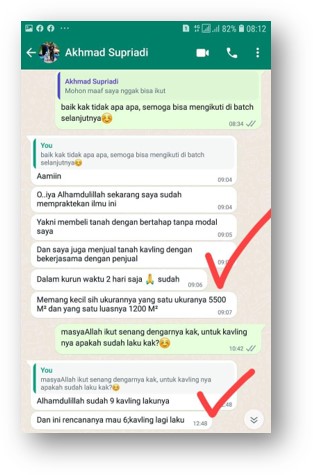 82% 08:12
Akhmad Supriadi
Akhmad Supriadi
Mohon maaf saya nggak bisa ikut
baik kak tidak apa apa, semoga bisa mengikuti di batch
selanjutnya
08:34
You
baik kak tidak apa apa, semoga bisa mengikuti di batch
selanjutnya
Aamiin
09:04
O..iya Alhamdulillah sekarang saya sudah
mempraktekan ilmu ini
09:04
Yakni membeli tanah dengan bertahap tanpa modal
saya
09:05
Dan saya juga menjual tanah kavling dengan
bekerjasama dengan penjual
Dalam kurun waktu 2 hari saja 🙏 sudah
09:06
Memang kecil sih ukurannya yang satu ukuranya 5500
M² dan yang satu luasnya 1200 M²
09:07
masyaAllah ikut senang dengarnya kak, untuk kavling
nya apakah sudah laku kak?
10:42
You
masyaAllah ikut senang dengarnya kak, untuk kavling nya apakah
sudah laku kak?
Alhamdulillah sudah 9 kavling lakunya
12:48
Dan ini rencananya mau 6;kavling lagi laku
12:48